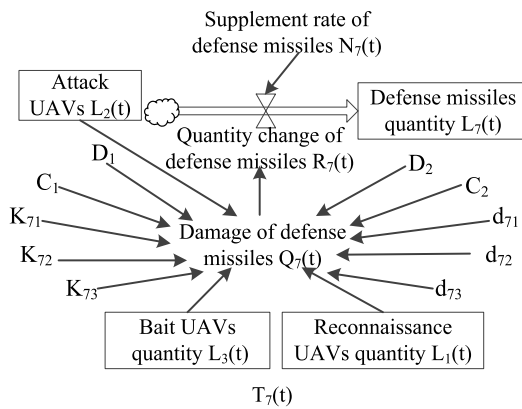 Supplement rate of
defense missiles N7(t)
Attack
UAVs L2(t)
Defense missiles
quantity L7(t)
Quantity change of
defense missiles R7(t)
D1
D2
C1
C2
K71
d71
Damage of defense
missiles Q7(t)
K72
d72
K73
d73
Bait UAVs
quantity L3(t)
Reconnaissance
UAVs quantity L1(t)
T7(t)